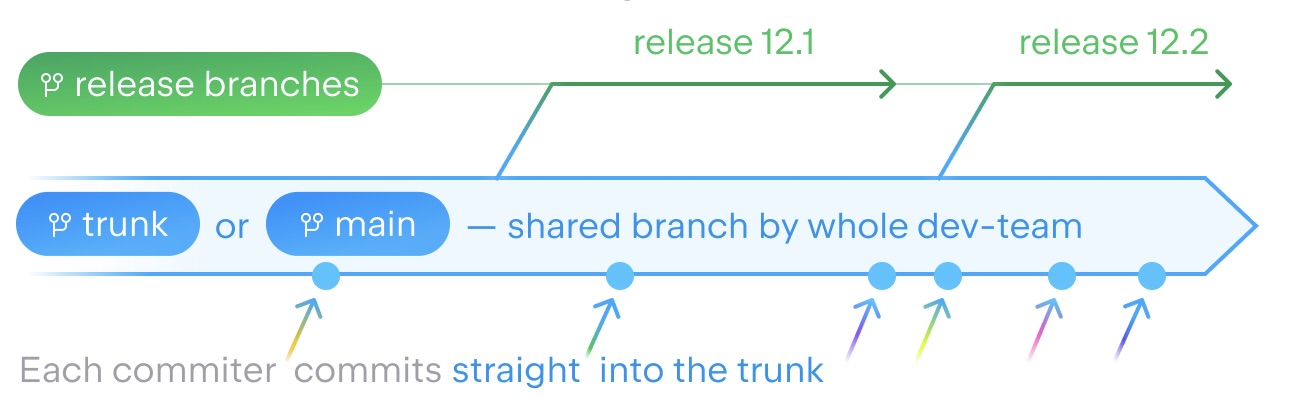 release 12.1 release 12.2
release branches
trunk or main — shared branch by whole dev-team
Each commiter commits straight into the trunk